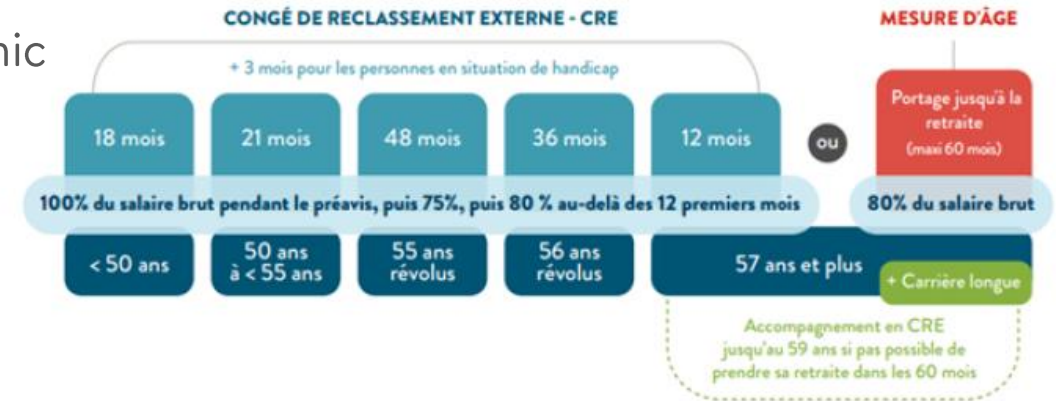 CONGÉ DE RECLASSEMENT EXTERNE - CRE
MESURE D'ÂGE
nic
+ 3 mois pour les personnes en situation de handicap
18 mois
21 mois
48 mois
36 mois
12 mois
ou
Portage jusqu'à la
retraite
(maxi 60 mois)
100% du salaire brut pendant le préavis, puis 75%, puis 80 % au-delà des 12 premiers mois
80% du salaire brut
< 50 ans
50 ans
à < 55 ans
55 ans
révolus
56 ans
révolus
57 ans et plus
+ Carrière longue
Accompagnement en CRE
jusqu'au 59 ans si pas possible de
prendre sa retraite dans les 60 mois